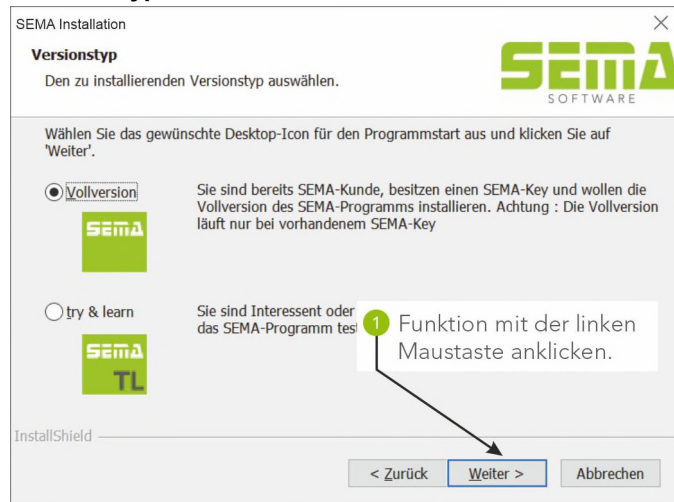 SEMA Installation
Versionstyp
Den zu installierenden Versionstyp auswählen.
SEMA
SOFTWARE
Wählen Sie das gewünschte Desktop-Icon für den Programmstart aus und klicken Sie auf
'Weiter'.
Vollversion
SEMA
Sie sind bereits SEMA-Kunde, besitzen einen SEMA-Key und wollen die
Vollversion des SEMA-Programms installieren. Achtung : Die Vollversion
läuft nur bei vorhandenem SEMA-Key
try & learn
SEMA
TL
Sie sind Interessent oder
das SEMA-Programm
1 Funktion mit der linken
Maustaste anklicken.
InstallShield
< Zurück
Weiter >
Abbrechen